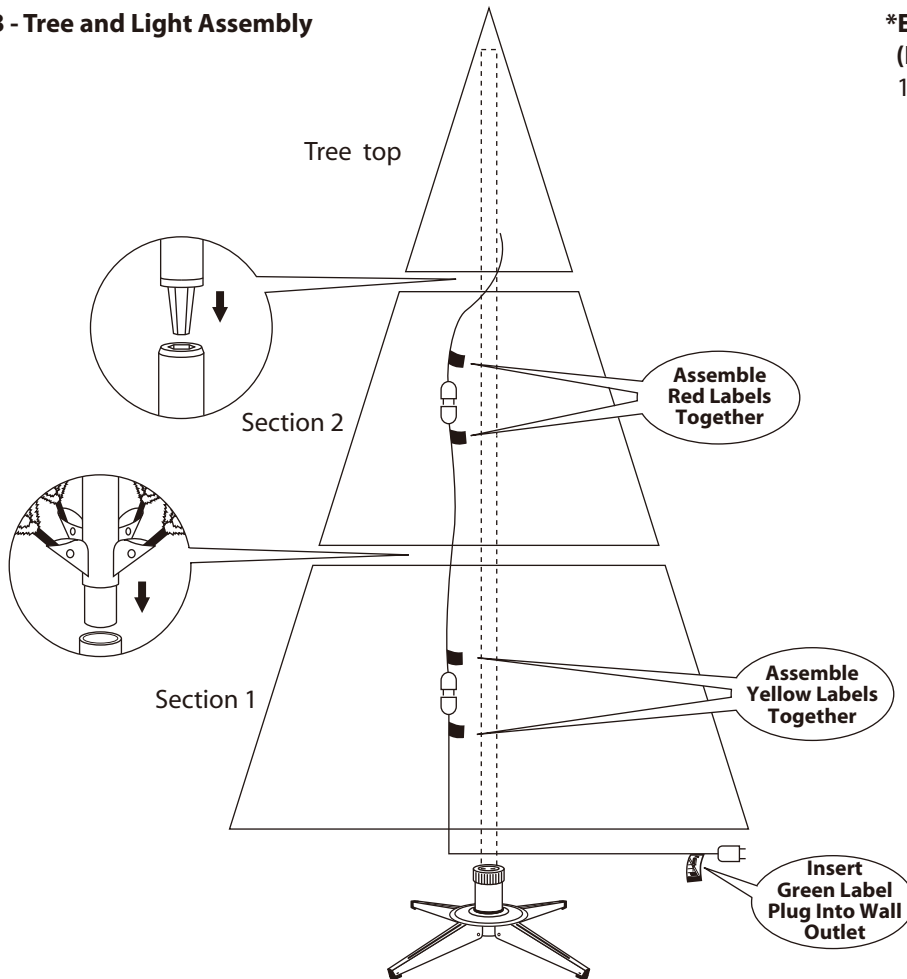 - Tree and Light Assembly
Tree top
Section 2
Assemble
Red Labels
Together
Section 1
Assemble
Yellow Labels
Together
Insert
Green Label
Plug Into Wall
Outlet